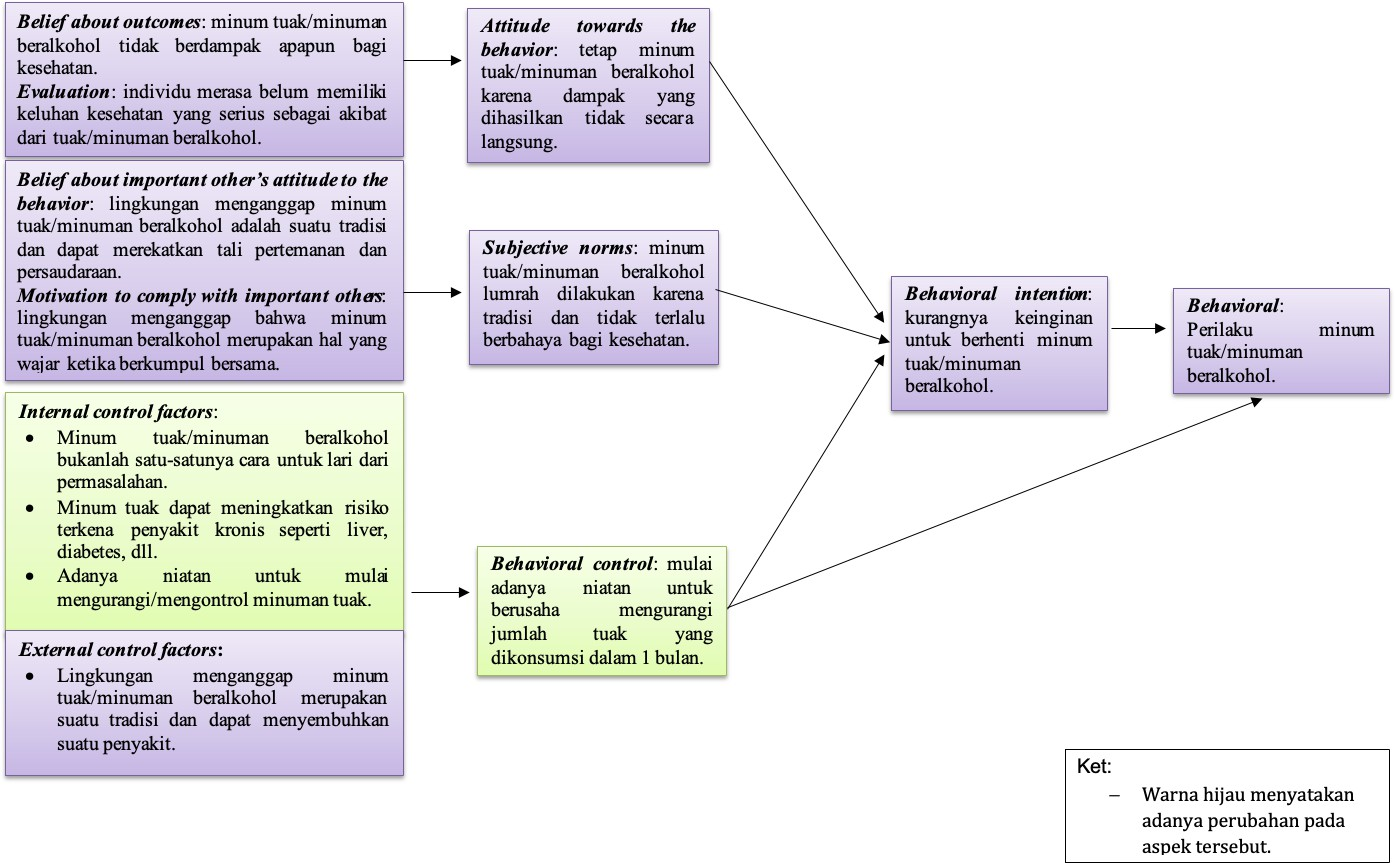 Belief about outcomes: minum tuak/minuman
beralkohol tidak berdampak apapun bagi
kesehatan.
Evaluation: individu merasa belum memiliki
keluhan kesehatan yang serius sebagai akibat
dari tuak/minuman beralkohol.
Attitude towards the
behavior: tetap minum
tuak/minuman beralkohol
karena dampak yang
dihasilkan tidak secara
langsung.
Belief about important other's attitude to the
behavior: lingkungan menganggap minum
tuak/minuman beralkohol adalah suatu tradisi
dan dapat merekatkan tali pertemanan dan
persaudaraan.
Motivation to comply with important others:
lingkungan menganggap bahwa minum
tuak/minuman beralkohol merupakan hal yang
wajar ketika berkumpul bersama.
Subjective norms: minum
tuak/minuman beralkohol
lumrah dilakukan karena
tradisi dan tidak terlalu
berbahaya bagi kesehatan.
Behavioral intention:
kurangnya keinginan
untuk berhenti minum
tuak/minuman
beralkohol.
Behavioral:
Perilaku minum
tuak/minuman
beralkohol.
Internal control factors:
• Minum tuak/minuman beralkohol
bukanlah satu-satunya cara untuk lari dari
permasalahan.
• Minum tuak dapat meningkatkan risiko
terkena penyakit kronis seperti liver,
diabetes, dll.
• Adanya niatan untuk mulai
mengurangi/mengontrol minuman tuak.
Behavioral control: mulai
adanya niatan untuk
berusaha mengurangi
jumlah tuak yang
dikonsumsi dalam 1 bulan.
External control factors:
• Lingkungan menganggap minum
tuak/minuman beralkohol merupakan
suatu tradisi dan dapat menyembuhkan
suatu penyakit.
Ket:
– Warna hijau menyatakan
adanya perubahan pada
aspek tersebut.